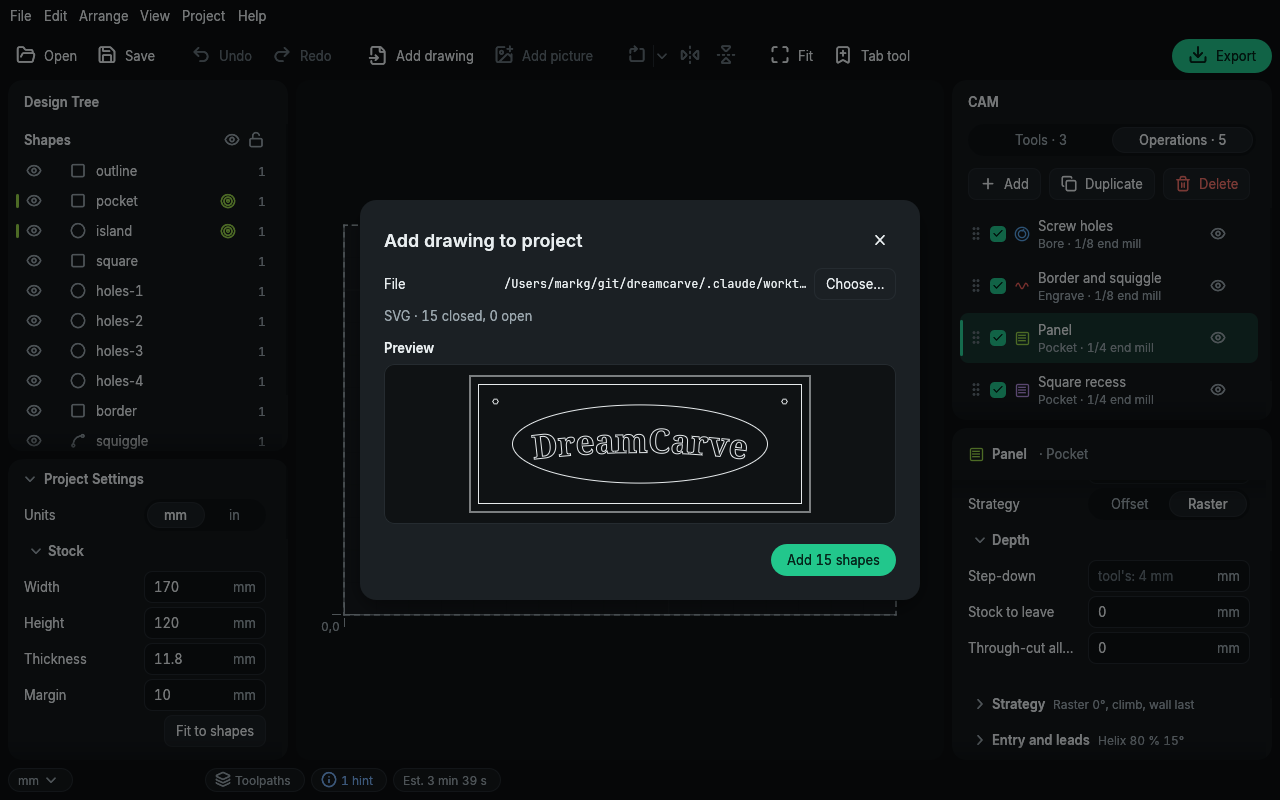 File Edit Arrange View Project Help
Open Save Undo Redo Add drawing Add picture Fit Tab tool Export
Design Tree
Shapes
outline 1
pocket 1
island 1
square 1
holes-1 1
holes-2 1
holes-3 1
holes-4 1
border 1
squiggle 1
Project Settings
Units mm in
Stock
Width 170 mm
Height 120 mm
Thickness 11.8 mm
Margin 10 mm
Fit to shapes
0,0
Add drawing to project
File /Users/markg/git/dreamcarve/.claude/workt… Choose...
SVG · 15 closed, 0 open
Preview
DreamCarve
Add 15 shapes
CAM
Tools · 3 Operations · 5
Add Duplicate Delete
Screw holes
Bore · 1/8 end mill
Border and squiggle
Engrave · 1/8 end mill
Panel
Pocket · 1/4 end mill
Square recess
Pocket · 1/4 end mill
Panel · Pocket
Strategy Offset Raster
Depth
Step-down tool's: 4 mm mm
Stock to leave 0 mm
Through-cut all... 0 mm
Strategy Raster 0°, climb, wall last
Entry and leads Helix 80 % 15°
mm Toolpaths 1 hint Est. 3 min 39 s